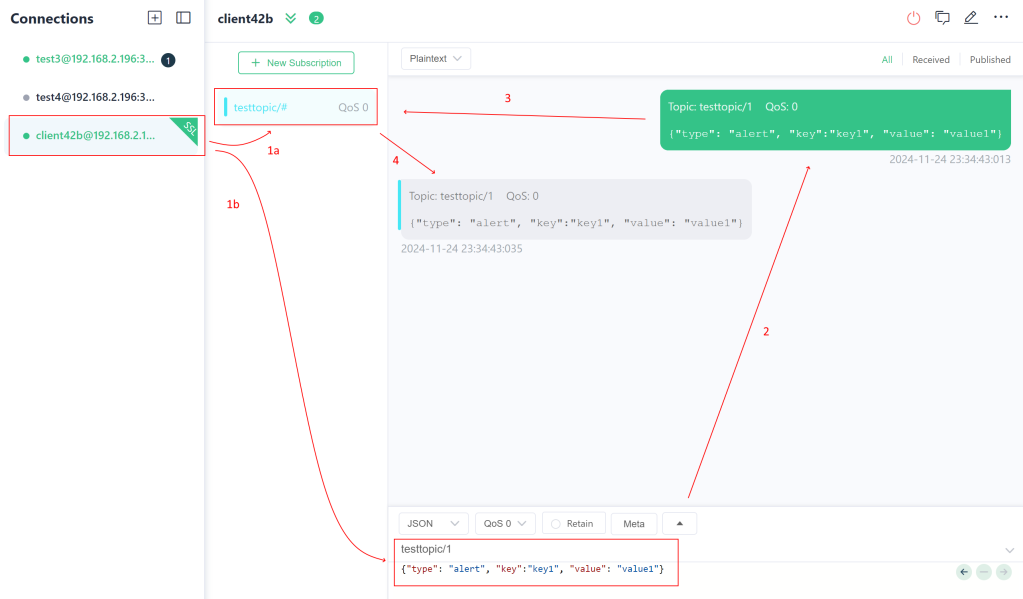 Connections
test3@192.168.2.196:3...
1
test4@192.168.2.196:3...
client42b@192.168.2.1...
SSL
client42b
2
+ New Subscription
testtopic/#
QoS 0
1a
1b
Plaintext
All
Received
Published
3
Topic: testtopic/1 QoS: 0
{"type": "alert", "key":"key1", "value": "value1"}
2024-11-24 23:34:43:013
4
Topic: testtopic/1 QoS: 0
{"type": "alert", "key":"key1", "value": "value1"}
2024-11-24 23:34:43:035
2
JSON
QoS 0
Retain
Meta
testtopic/1
{"type": "alert", "key":"key1", "value": "value1"}